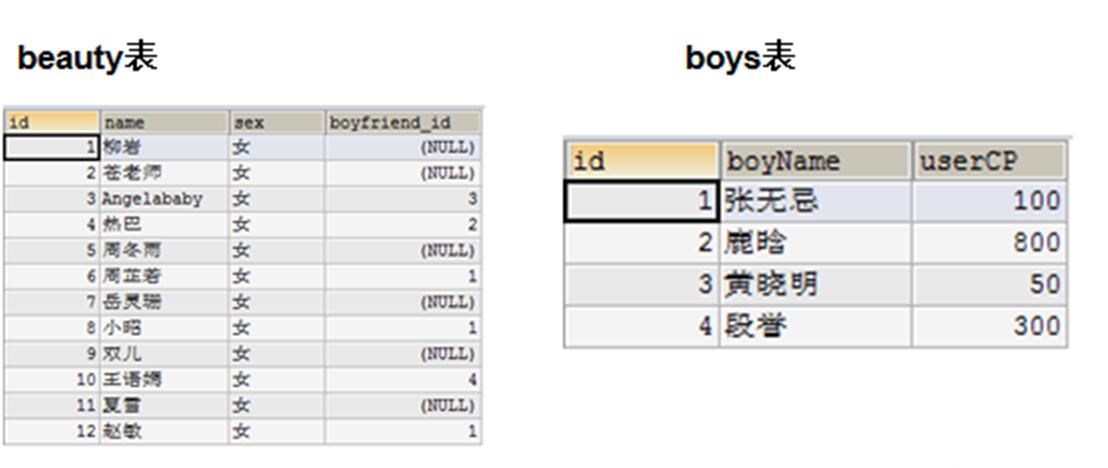 beauty表
boys表
id name sex boyfriend_id
1 柳岩 女 (NULL)
2 苍老师 女 (NULL)
3 Angelababy 女 3
4 热巴 女 2
5 周冬雨 女 (NULL)
6 周芷若 女 1
7 岳灵珊 女 (NULL)
8 小昭 女 1
9 双儿 女 (NULL)
10 王语嫣 女 4
11 夏雪 女 (NULL)
12 赵敏 女 1
id boyName userCP
1 张无忌 100
2 鹿晗 800
3 黄晓明 50
4 段誉 300